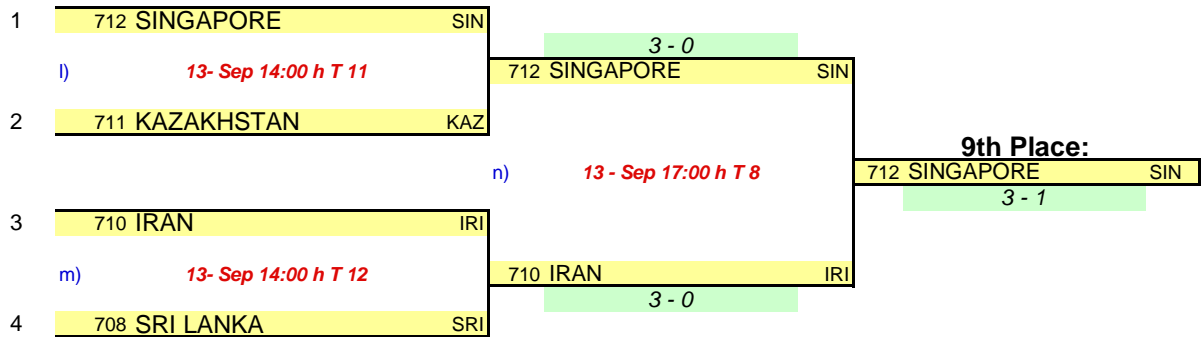 1 712 SINGAPORE SIN
3 - 0
l) 13- Sep 14:00 h T 11 712 SINGAPORE SIN
2 711 KAZAKHSTAN KAZ
9th Place:
n) 13 - Sep 17:00 h T 8 712 SINGAPORE SIN
3 - 1
3 710 IRAN IRI
m) 13- Sep 14:00 h T 12 710 IRAN IRI
3 - 0
4 708 SRI LANKA SRI